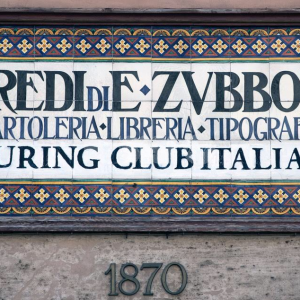 REDI di E · ZVBBO
ARTOLERIA · LIBRERIA · TIPOGRAF
URING CLUB ITALIA
1870